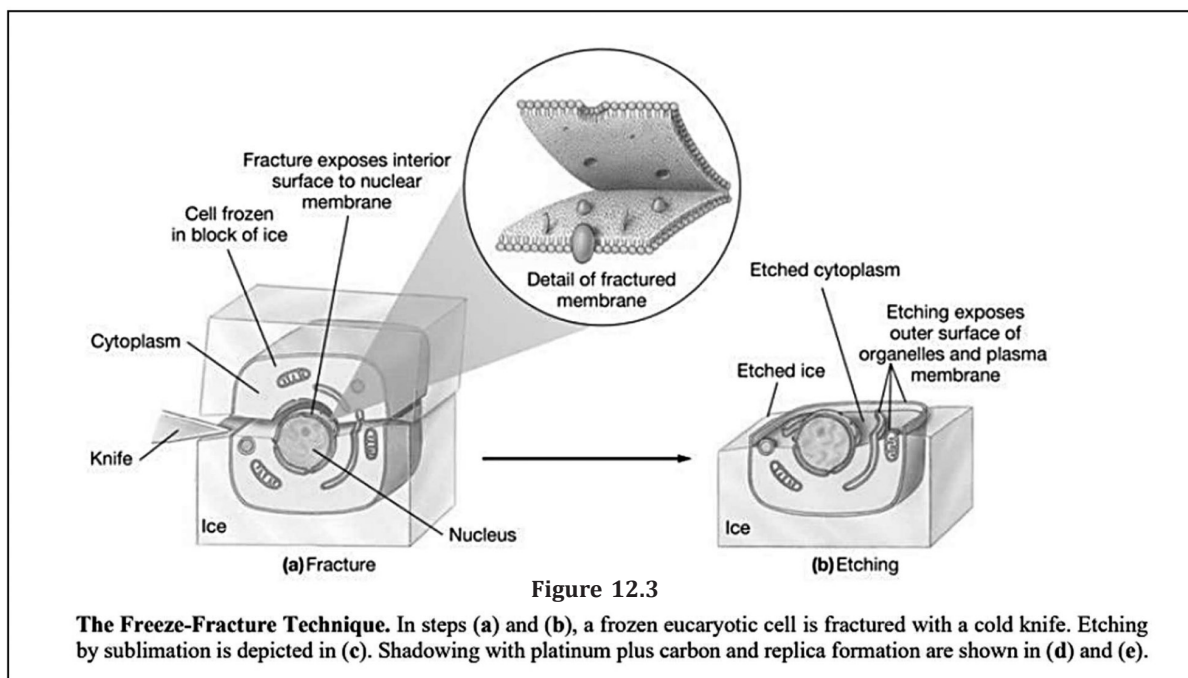 Fracture exposes interior
surface to nuclear
membrane
Cell frozen
in block of ice
Cytoplasm
Knife
Ice
Nucleus
(a) Fracture
Detail of fractured
membrane
Etched cytoplasm
Etching exposes
outer surface of
organelles and plasma
membrane
Etched ice
Ice
(b) Etching
Figure 12.3
The Freeze-Fracture Technique. In steps (a) and (b), a frozen eucaryotic cell is fractured with a cold knife. Etching
by sublimation is depicted in (c). Shadowing with platinum plus carbon and replica formation are shown in (d) and (e).